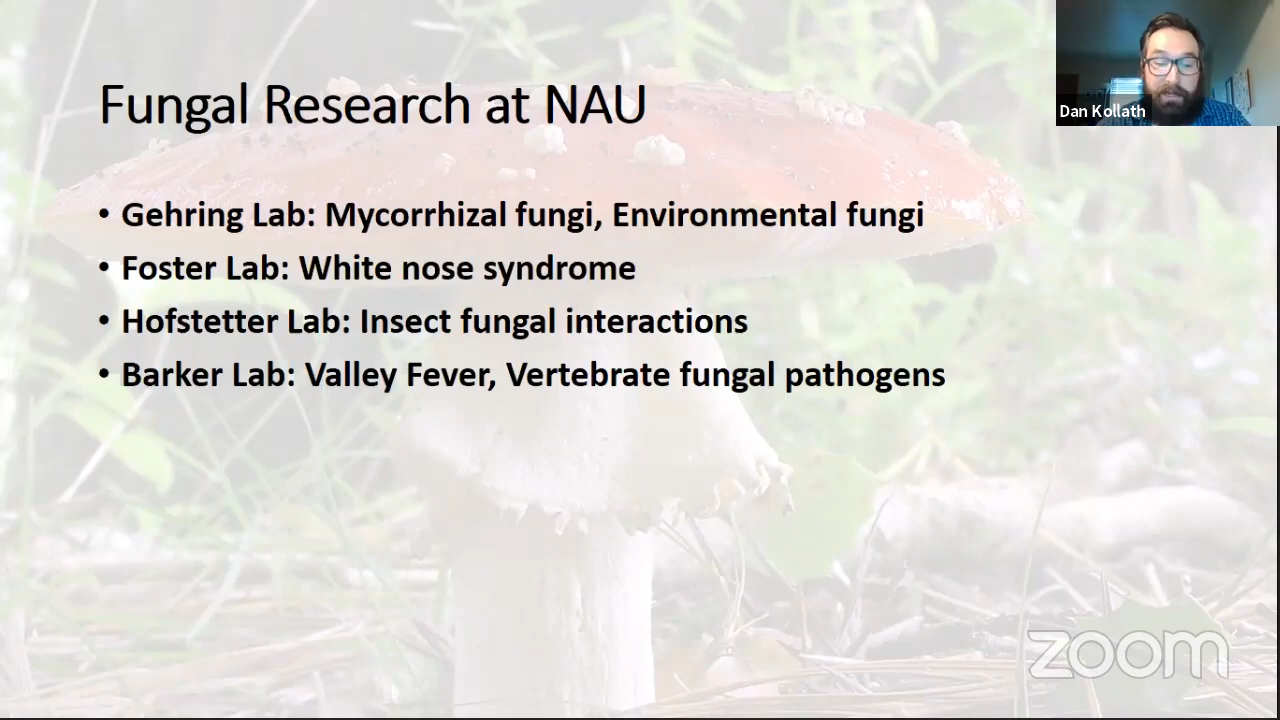 Fungal Research at NAU
Dan Kollath
• Gehring Lab: Mycorrhizal fungi, Environmental fungi
• Foster Lab: White nose syndrome
• Hofstetter Lab: Insect fungal interactions
• Barker Lab: Valley Fever, Vertebrate fungal pathogens
zoom